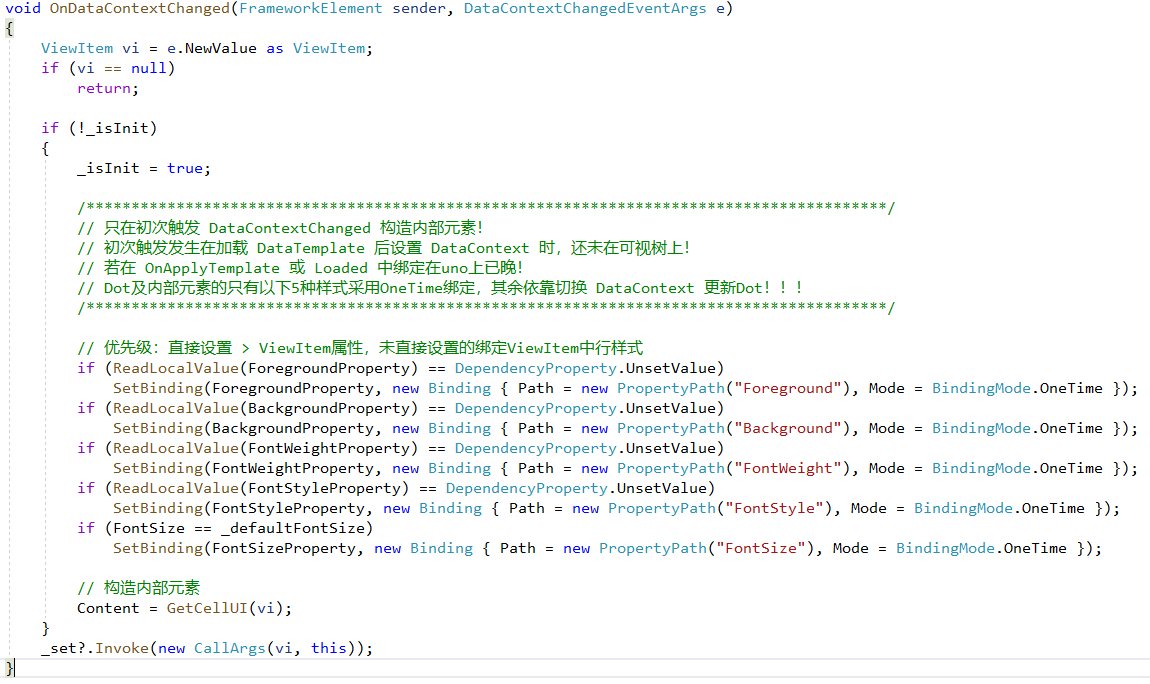 void OnDataContextChanged(FrameworkElement sender, DataContextChangedEventArgs e)
{
    ViewItem vi = e.NewValue as ViewItem;
    if (vi == null)
        return;

    if (!_isInit)
    {
        _isInit = true;

        /*****************************************************************************************/
        // 只在初次触发 DataContextChanged 构造内部元素！
        // 初次触发发生在加载 DataTemplate 后设置 DataContext 时，还未在可视树上！
        // 若在 OnApplyTemplate 或 Loaded 中绑定在uno上已晚！
        // Dot及内部元素的只有以下5种样式采用OneTime绑定，其余依靠切换 DataContext 更新Dot！！！
        /*****************************************************************************************/

        // 优先级：直接设置 > ViewItem属性，未直接设置的绑定ViewItem中行样式
        if (ReadLocalValue(ForegroundProperty) == DependencyProperty.UnsetValue)
            SetBinding(ForegroundProperty, new Binding { Path = new PropertyPath("Foreground"), Mode = BindingMode.OneTime });
        if (ReadLocalValue(BackgroundProperty) == DependencyProperty.UnsetValue)
            SetBinding(BackgroundProperty, new Binding { Path = new PropertyPath("Background"), Mode = BindingMode.OneTime });
        if (ReadLocalValue(FontWeightProperty) == DependencyProperty.UnsetValue)
            SetBinding(FontWeightProperty, new Binding { Path = new PropertyPath("FontWeight"), Mode = BindingMode.OneTime });
        if (ReadLocalValue(FontStyleProperty) == DependencyProperty.UnsetValue)
            SetBinding(FontStyleProperty, new Binding { Path = new PropertyPath("FontStyle"), Mode = BindingMode.OneTime });
        if (FontSize == _defaultFontSize)
            SetBinding(FontSizeProperty, new Binding { Path = new PropertyPath("FontSize"), Mode = BindingMode.OneTime });

        // 构造内部元素
        Content = GetCellUI(vi);
    }
    _set?.Invoke(new CallArgs(vi, this));
}